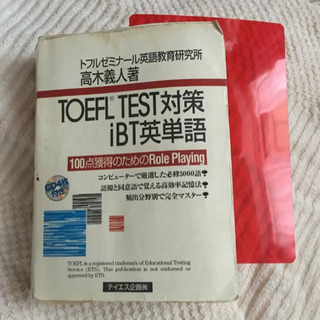 トフルゼミナール英語教育研究所
高木義人著
TOEFL TEST対策
iBT英単語
100点獲得のためのRole Playing
コンピューターで厳選した必修5000語
語源と同意語で覚える高効率記憶法
頻出分野別で完全マスター
TOEFL is a registered trademark of Educational Testing
Service (ETS). This publication is not endorsed or
approved by ETS.
テイエス企画